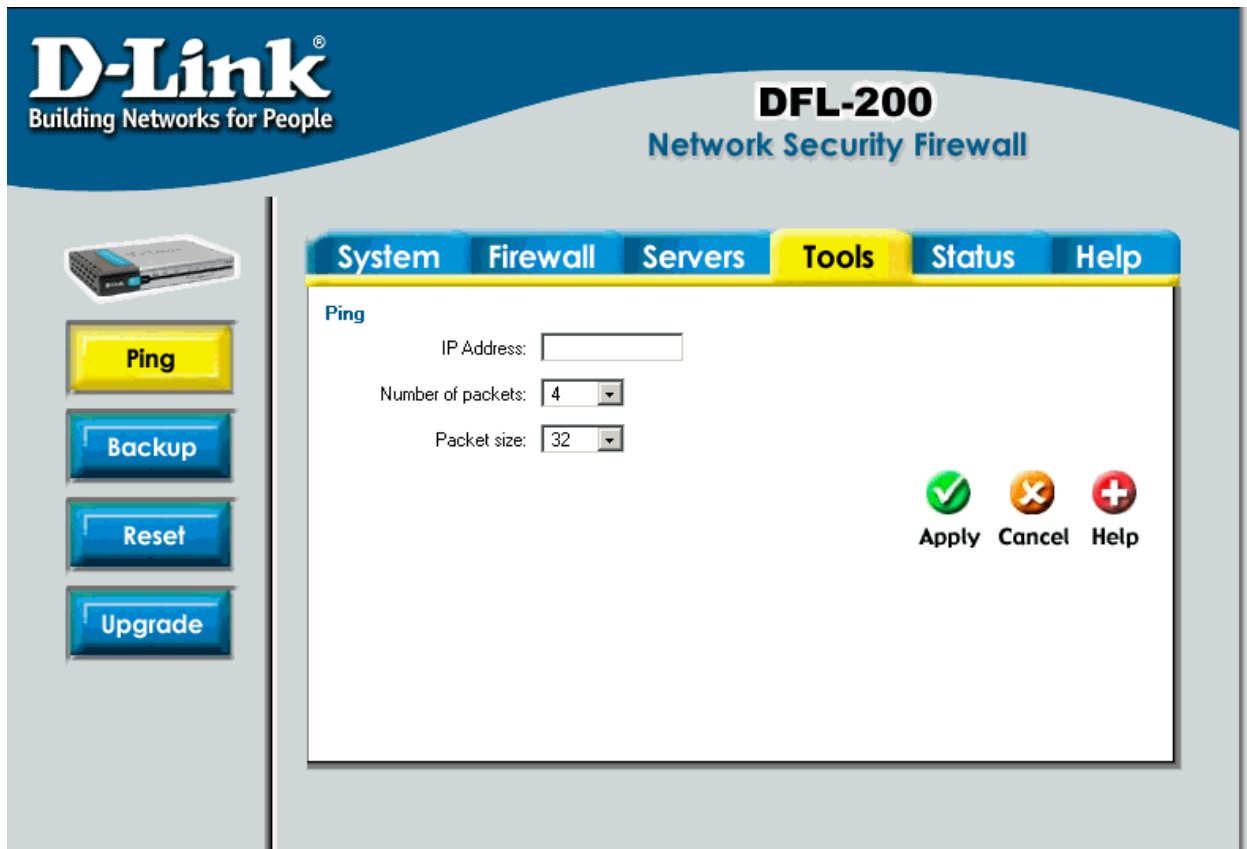 D-Link®
Building Networks for People
DFL-200
Network Security Firewall
System Firewall Servers Tools Status Help
Ping
Backup
Reset
Upgrade
Ping
IP Address:
Number of packets: 4
Packet size: 32
Apply Cancel Help